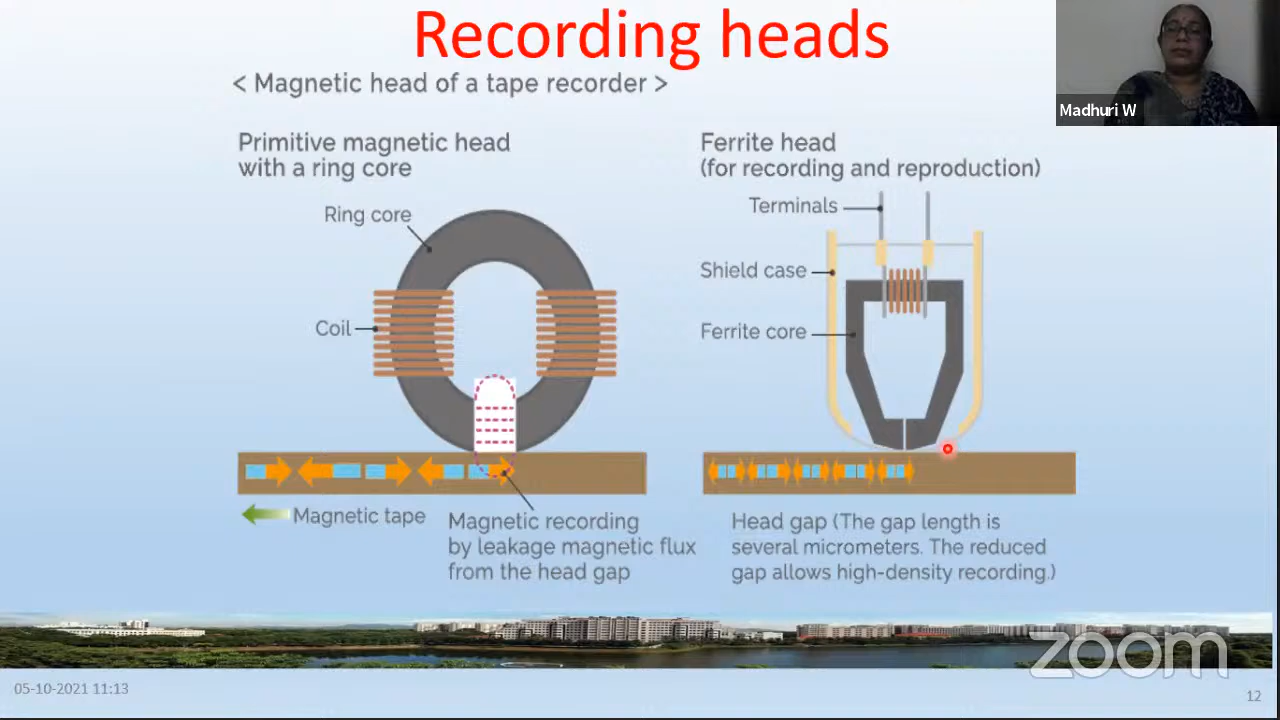 Recording heads
< Magnetic head of a tape recorder >
Madhuri W
Primitive magnetic head
with a ring core
Ring core
Coil
Magnetic tape
Magnetic recording
by leakage magnetic flux
from the head gap
Ferrite head
(for recording and reproduction)
Terminals
Shield case
Ferrite core
Head gap (The gap length is
several micrometers. The reduced
gap allows high-density recording.)
zoom
05-10-2021 11:13
12